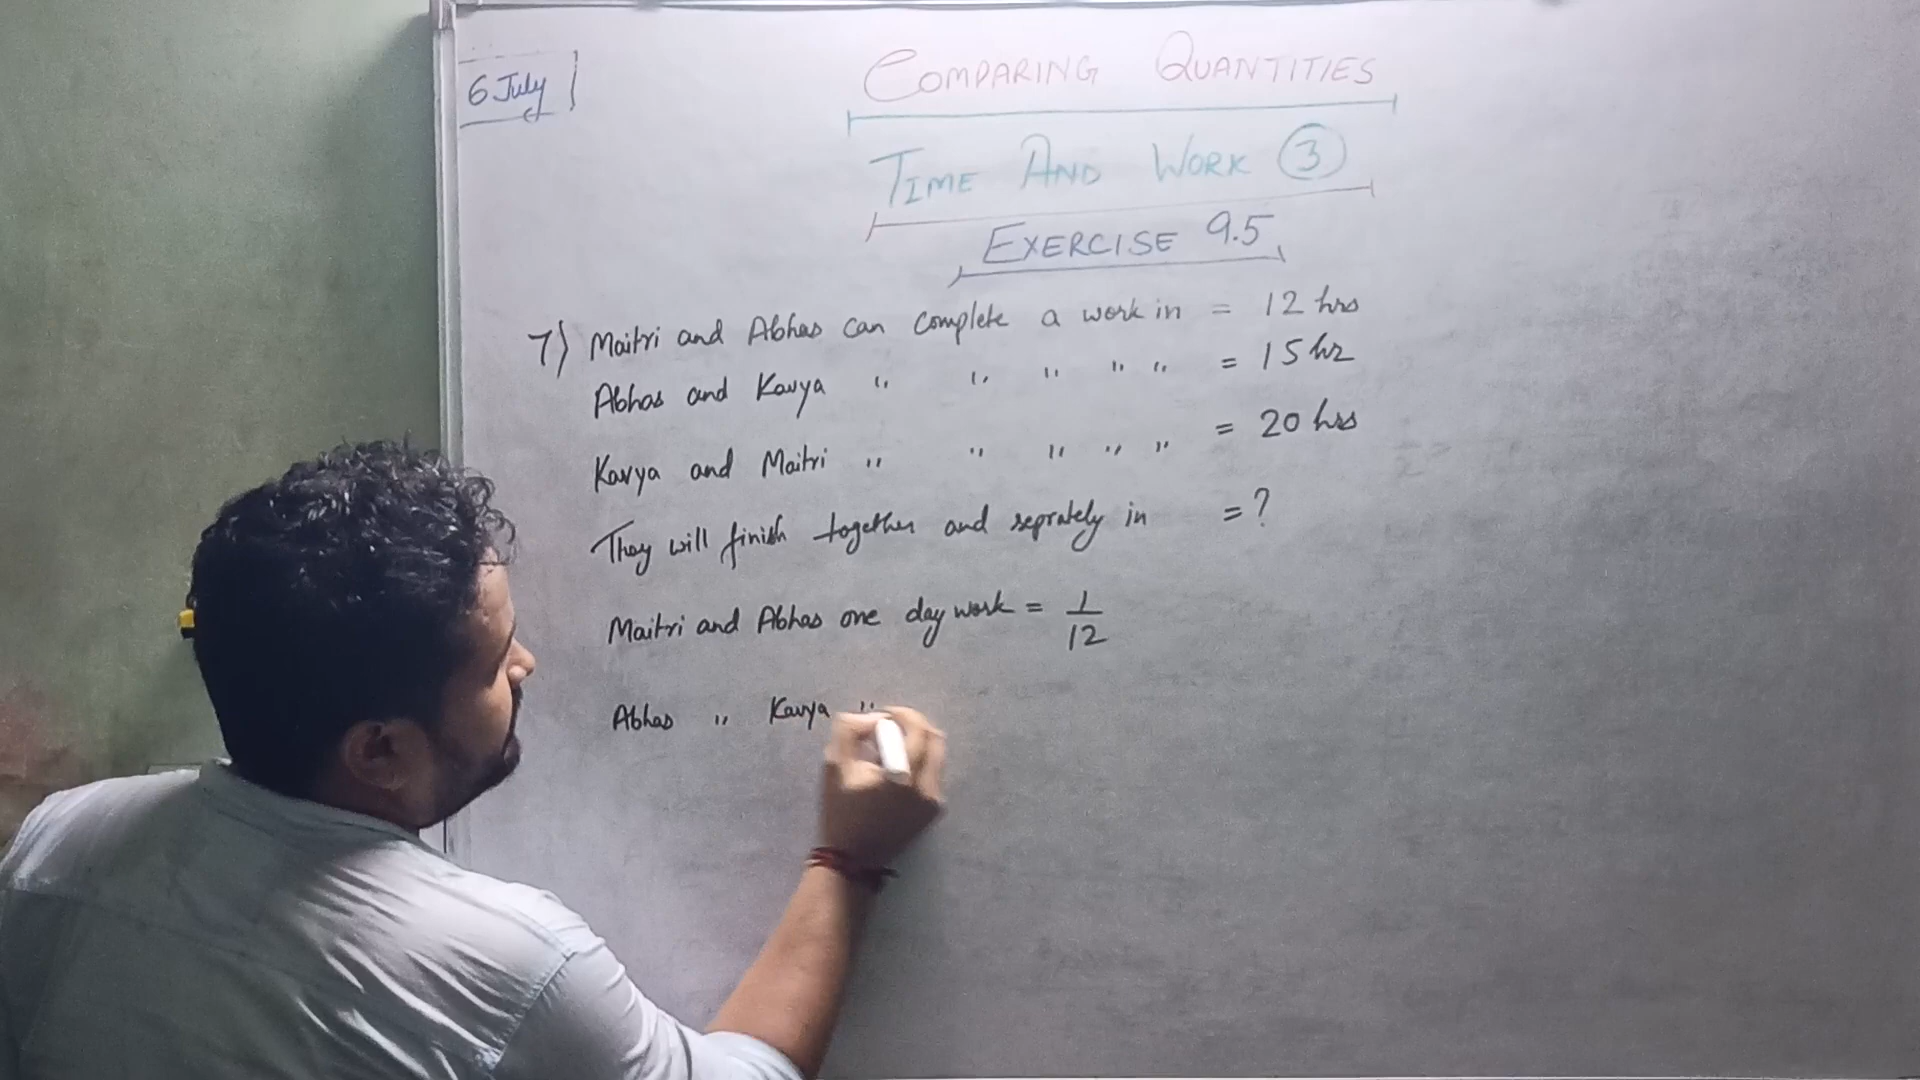 6 July
COMPARING QUANTITIES
TIME AND WORK 3
EXERCISE 9.5
7) Maitri and Abhas can complete a work in = 12 hrs
Abhas and Kavya " " " " " = 15 hr
Kavya and Maitri " " " " " = 20 hrs
They will finish together and seprately in = ?
Maitri and Abhas one day work = 1/12
Abhas " Kavya "